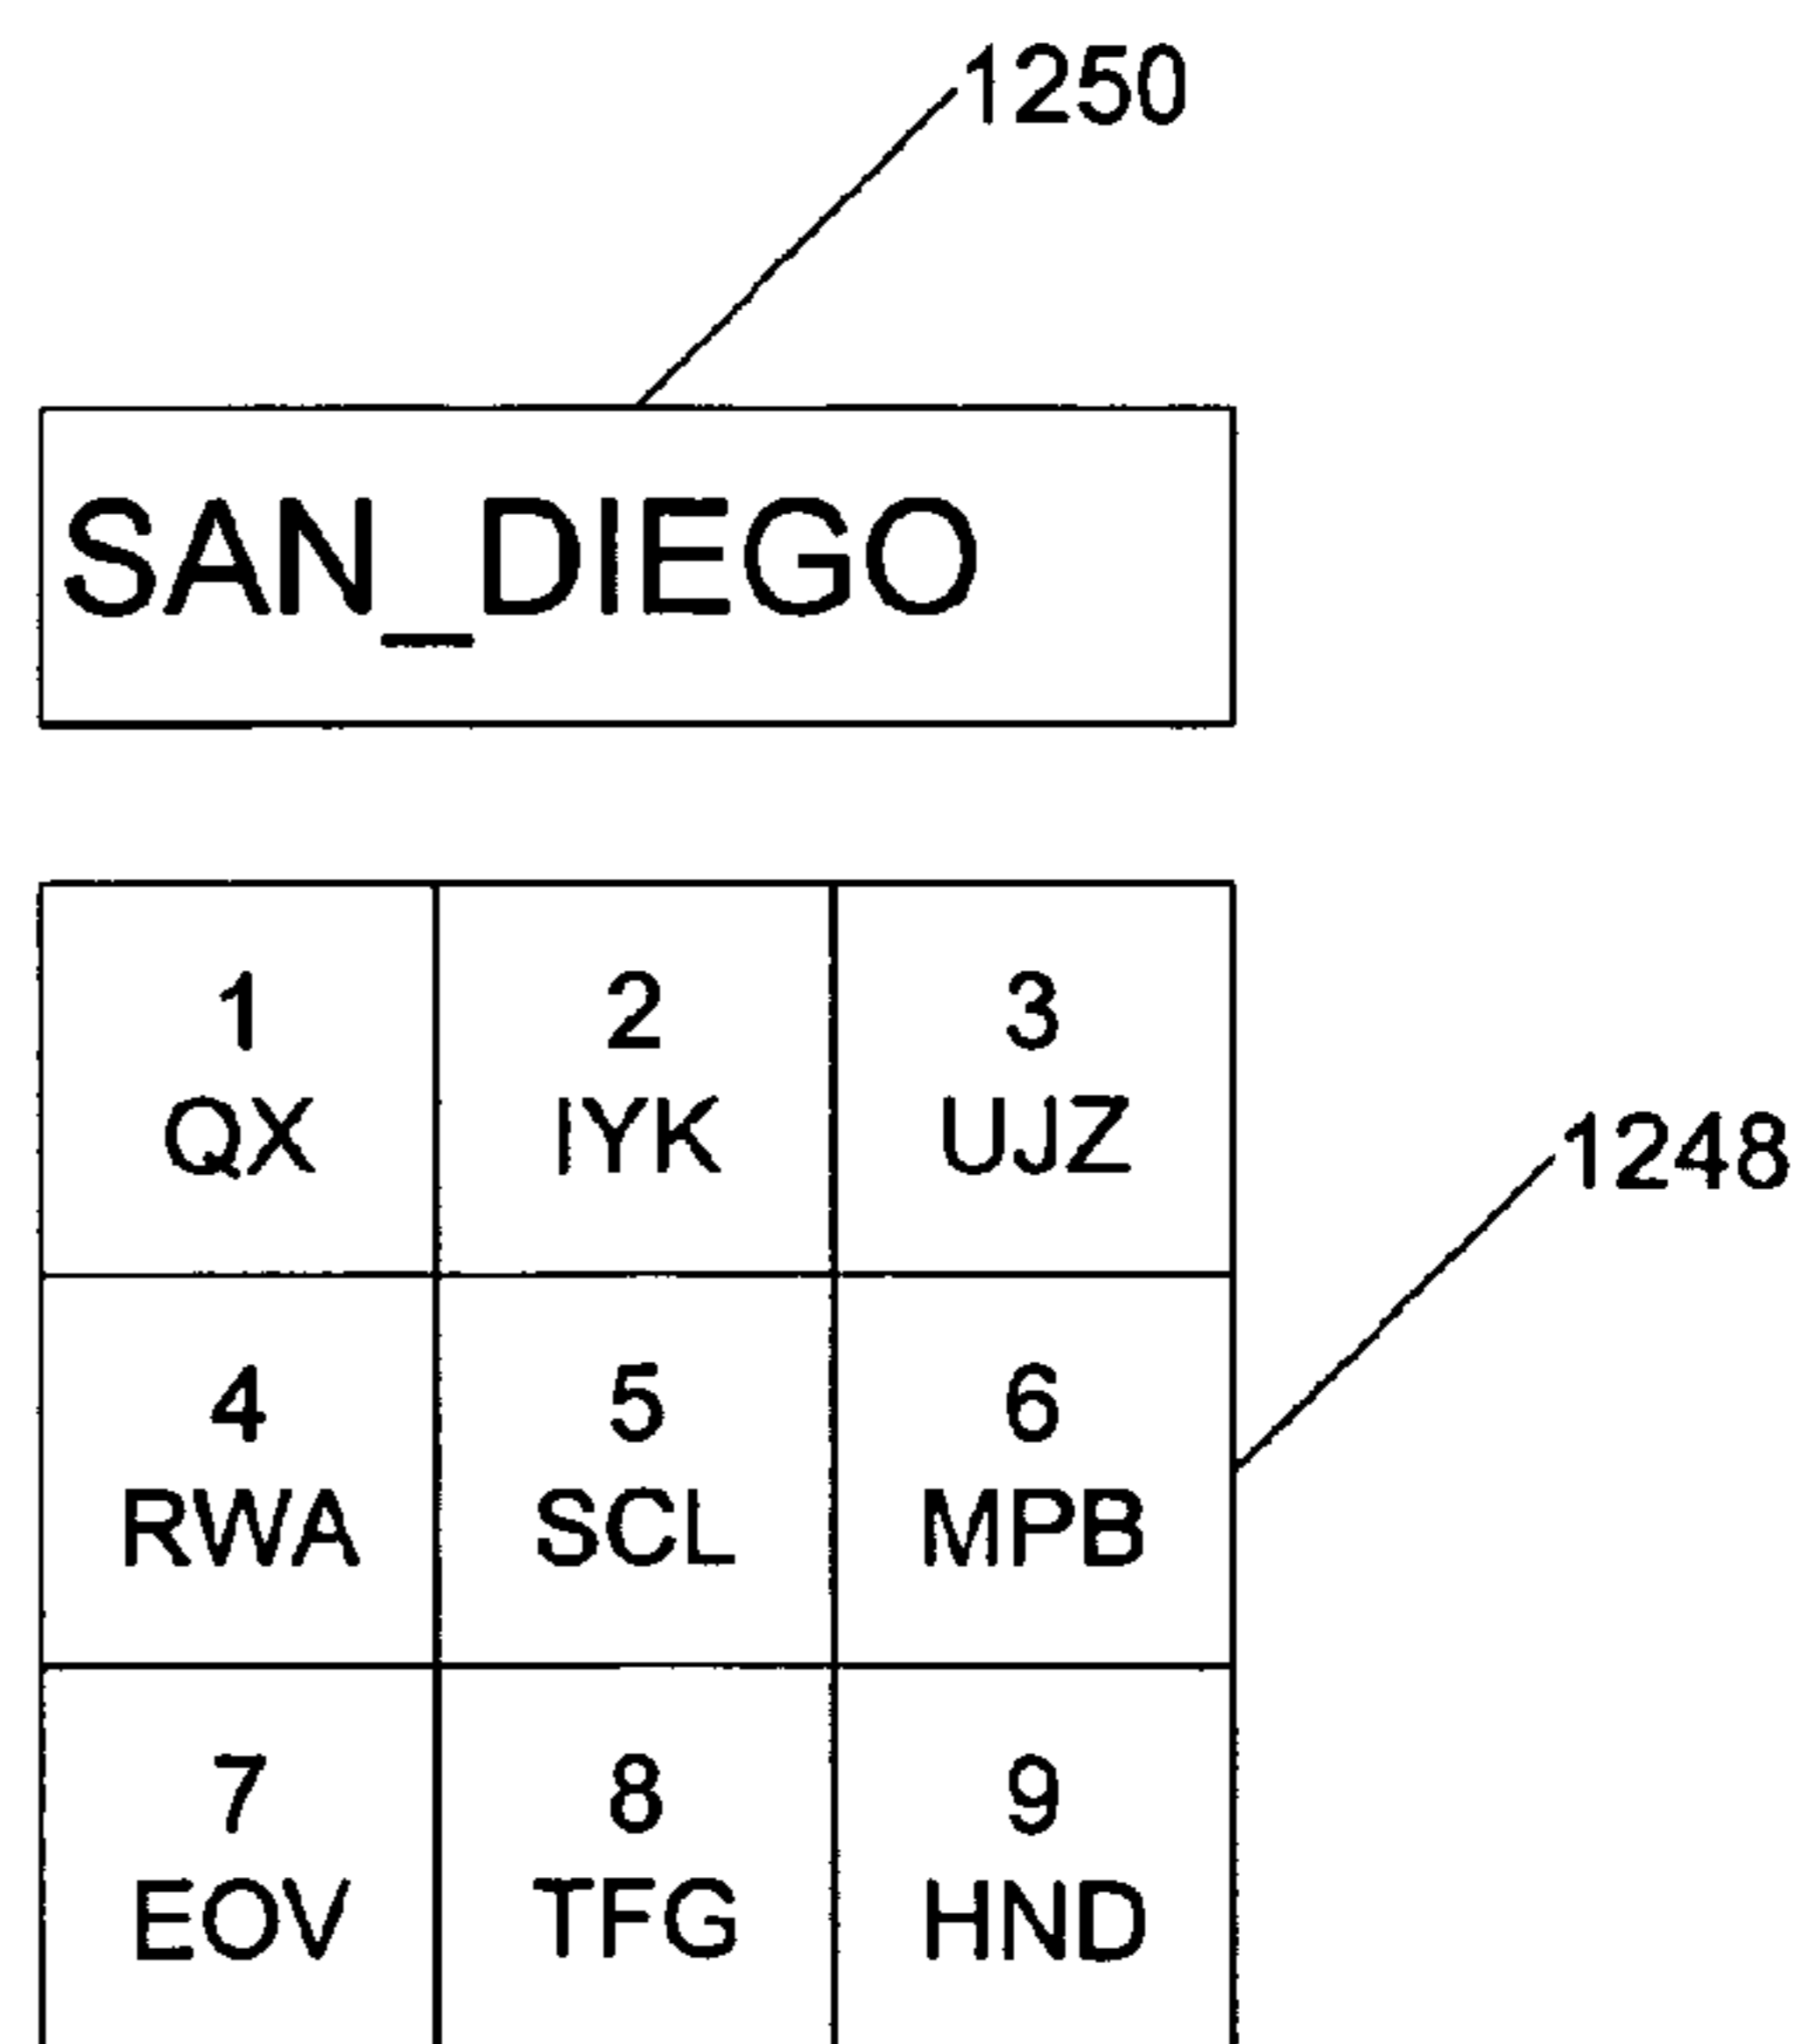 1250
SAN_DIEGO
1 2 3
QX IYK UJZ
1248
4 5 6
RWA SCL MPB
7 8 9
EOV TFG HND